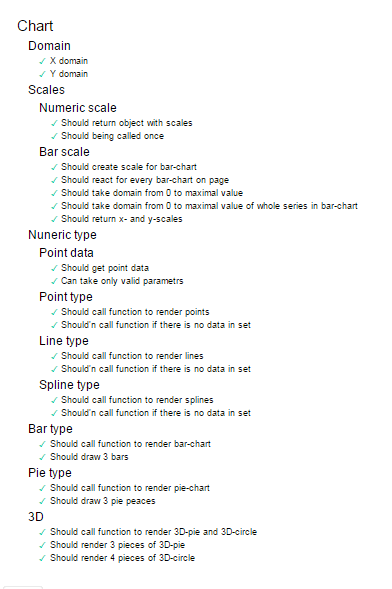 Chart
Domain
✓ X domain
✓ Y domain
Scales
Numeric scale
✓ Should return object with scales
✓ Should being called once
Bar scale
✓ Should create scale for bar-chart
✓ Should react for every bar-chart on page
✓ Should take domain from 0 to maximal value
✓ Should take domain from 0 to maximal value of whole series in bar-chart
✓ Should return x- and y-scales
Nuneric type
Point data
✓ Should get point data
✓ Can take only valid parametrs
Point type
✓ Should call function to render points
✓ Should'n call function if there is no data in set
Line type
✓ Should call function to render lines
✓ Should'n call function if there is no data in set
Spline type
✓ Should call function to render splines
✓ Should'n call function if there is no data in set
Bar type
✓ Should call function to render bar-chart
✓ Should draw 3 bars
Pie type
✓ Should call function to render pie-chart
✓ Should draw 3 pie peaces
3D
✓ Should call function to render 3D-pie and 3D-circle
✓ Should render 3 pieces of 3D-pie
✓ Should render 4 pieces of 3D-circle